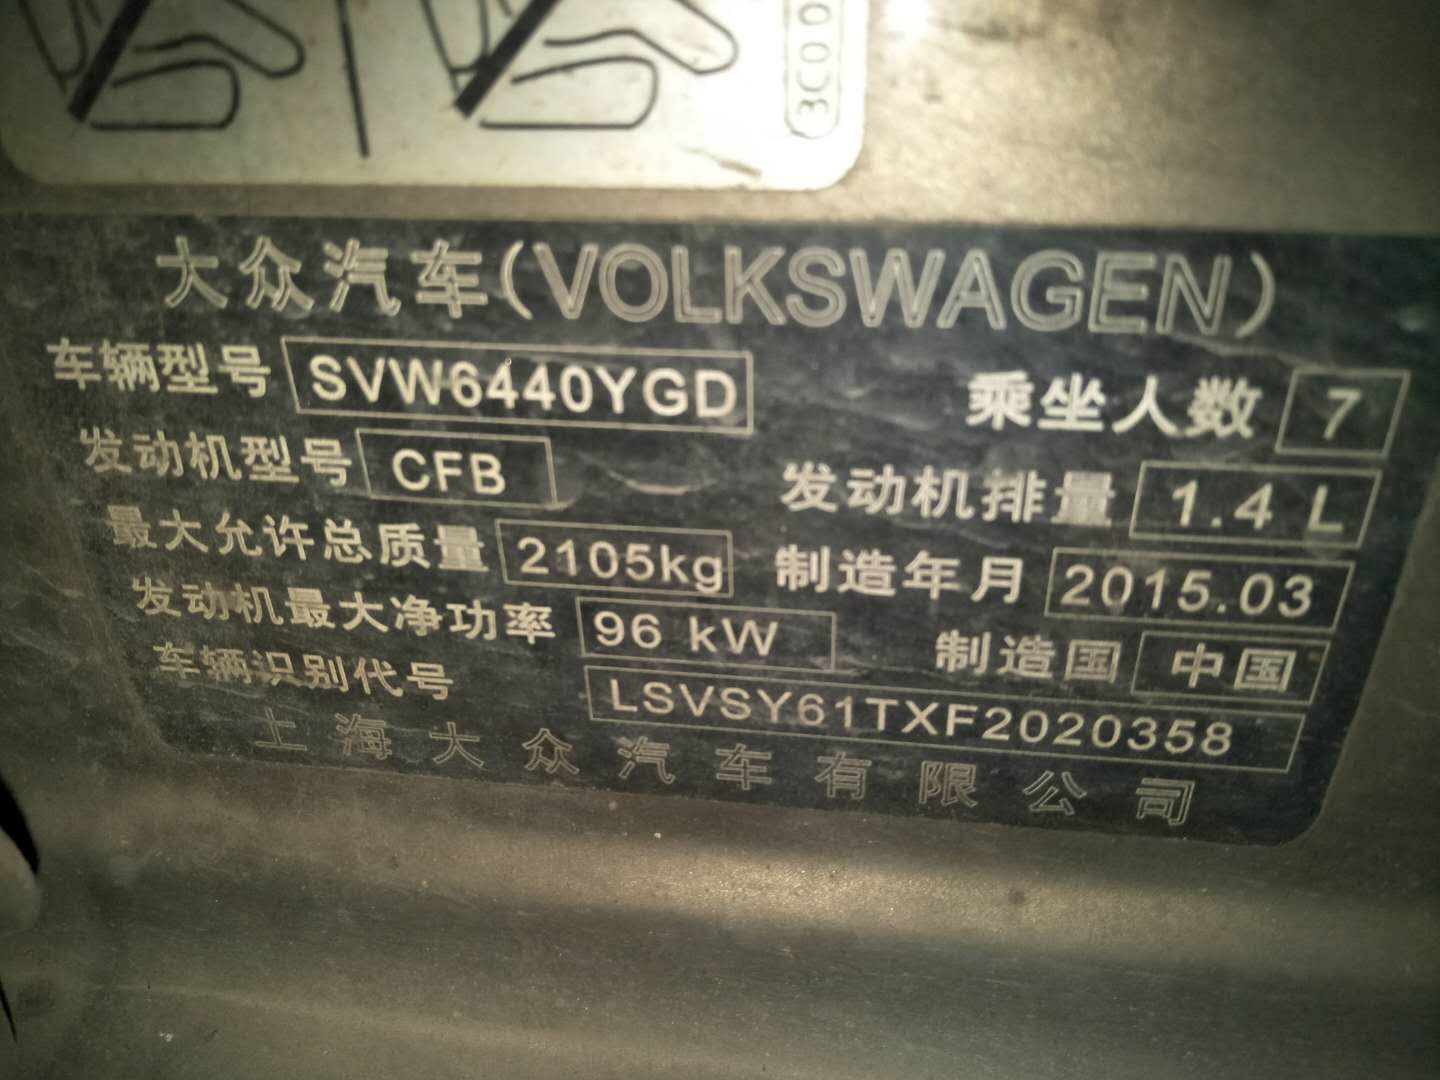 3C0 0
大众汽车(VOLKSWAGEN)
车辆型号 SVW6440YGD 乘坐人数 7
发动机型号 CFB 发动机排量 1.4 L
最大允许总质量 2105kg 制造年月 2015.03
发动机最大净功率 96 kW 制造国 中国
车辆识别代号 LSVSY61TXF2020358
上海大众汽车有限公司